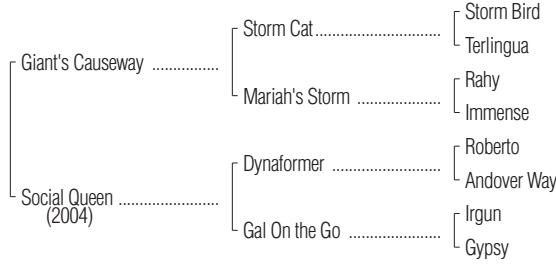 Storm Bird
Storm Cat
Terlingua
Giant's Causeway
Rahy
Mariah's Storm
Immense
Roberto
Dynaformer
Andover Way
Social Queen
(2004)
Irgun
Gal On the Go
Gypsy